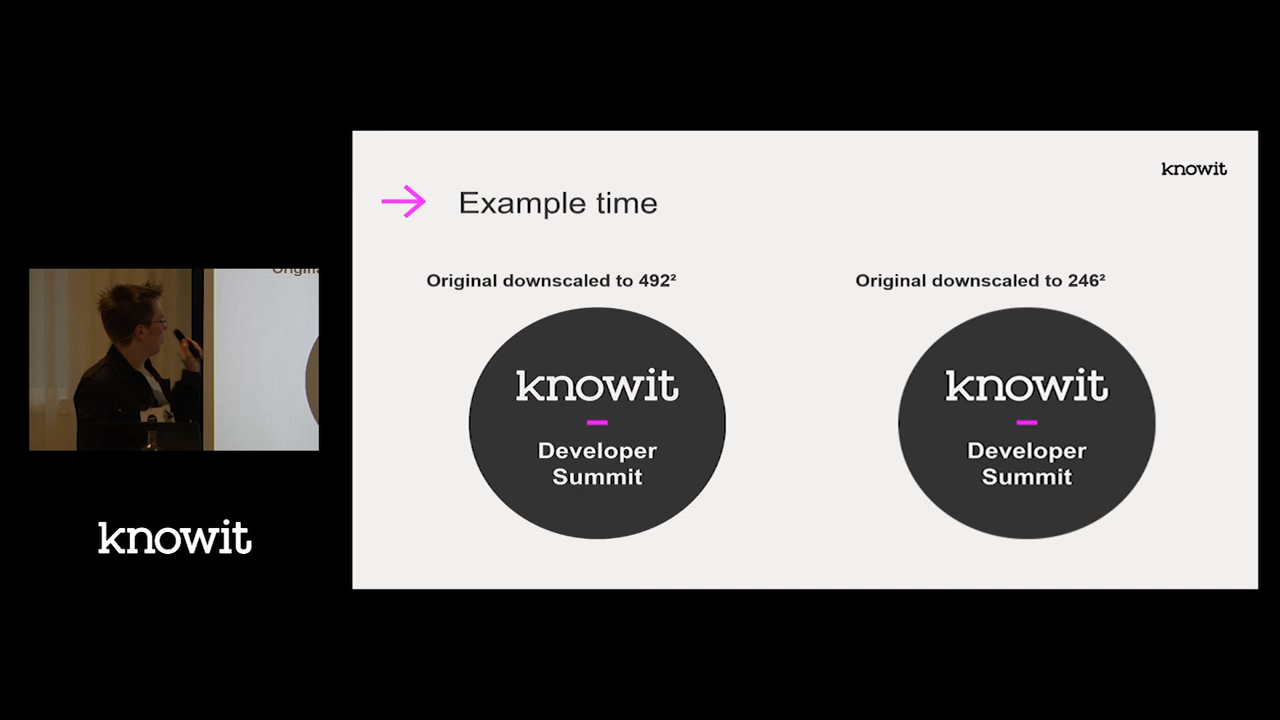 knowit
Example time
Original downscaled to 492²
Original downscaled to 246²
knowit
Developer
Summit
knowit
Developer
Summit
knowit